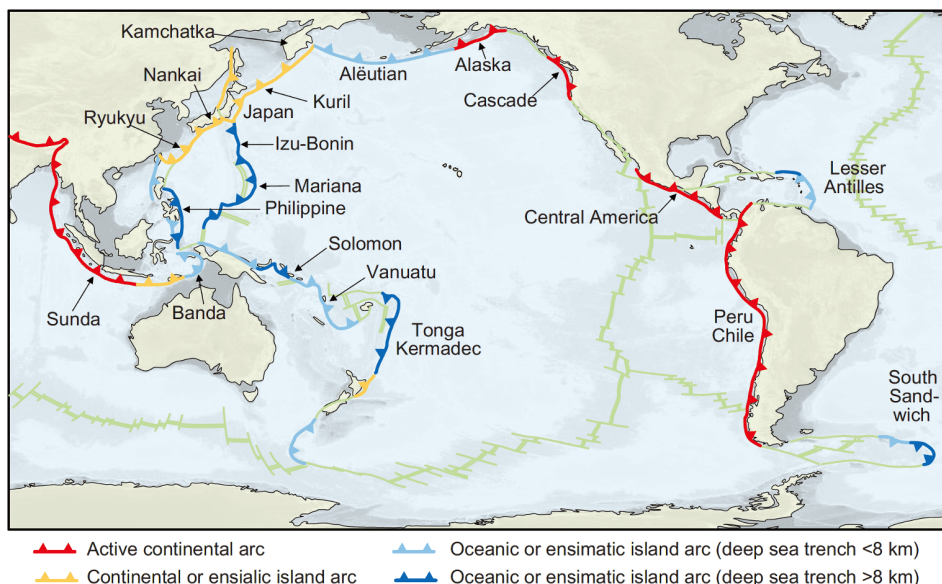 Kamchatka
Nankai
Ryukyu
Japan
Kuril
Izu-Bonin
Mariana
Philippine
Aleutian
Alaska
Cascade
Solomon
Vanuatu
Central America
Lesser
Antilles
Sunda
Banda
Tonga
Kermadec
Peru
Chile
South
Sand-
wich
Active continental arc
Continental or ensialic island arc
Oceanic or ensimatic island arc (deep sea trench <8 km)
Oceanic or ensimatic island arc (deep sea trench >8 km)